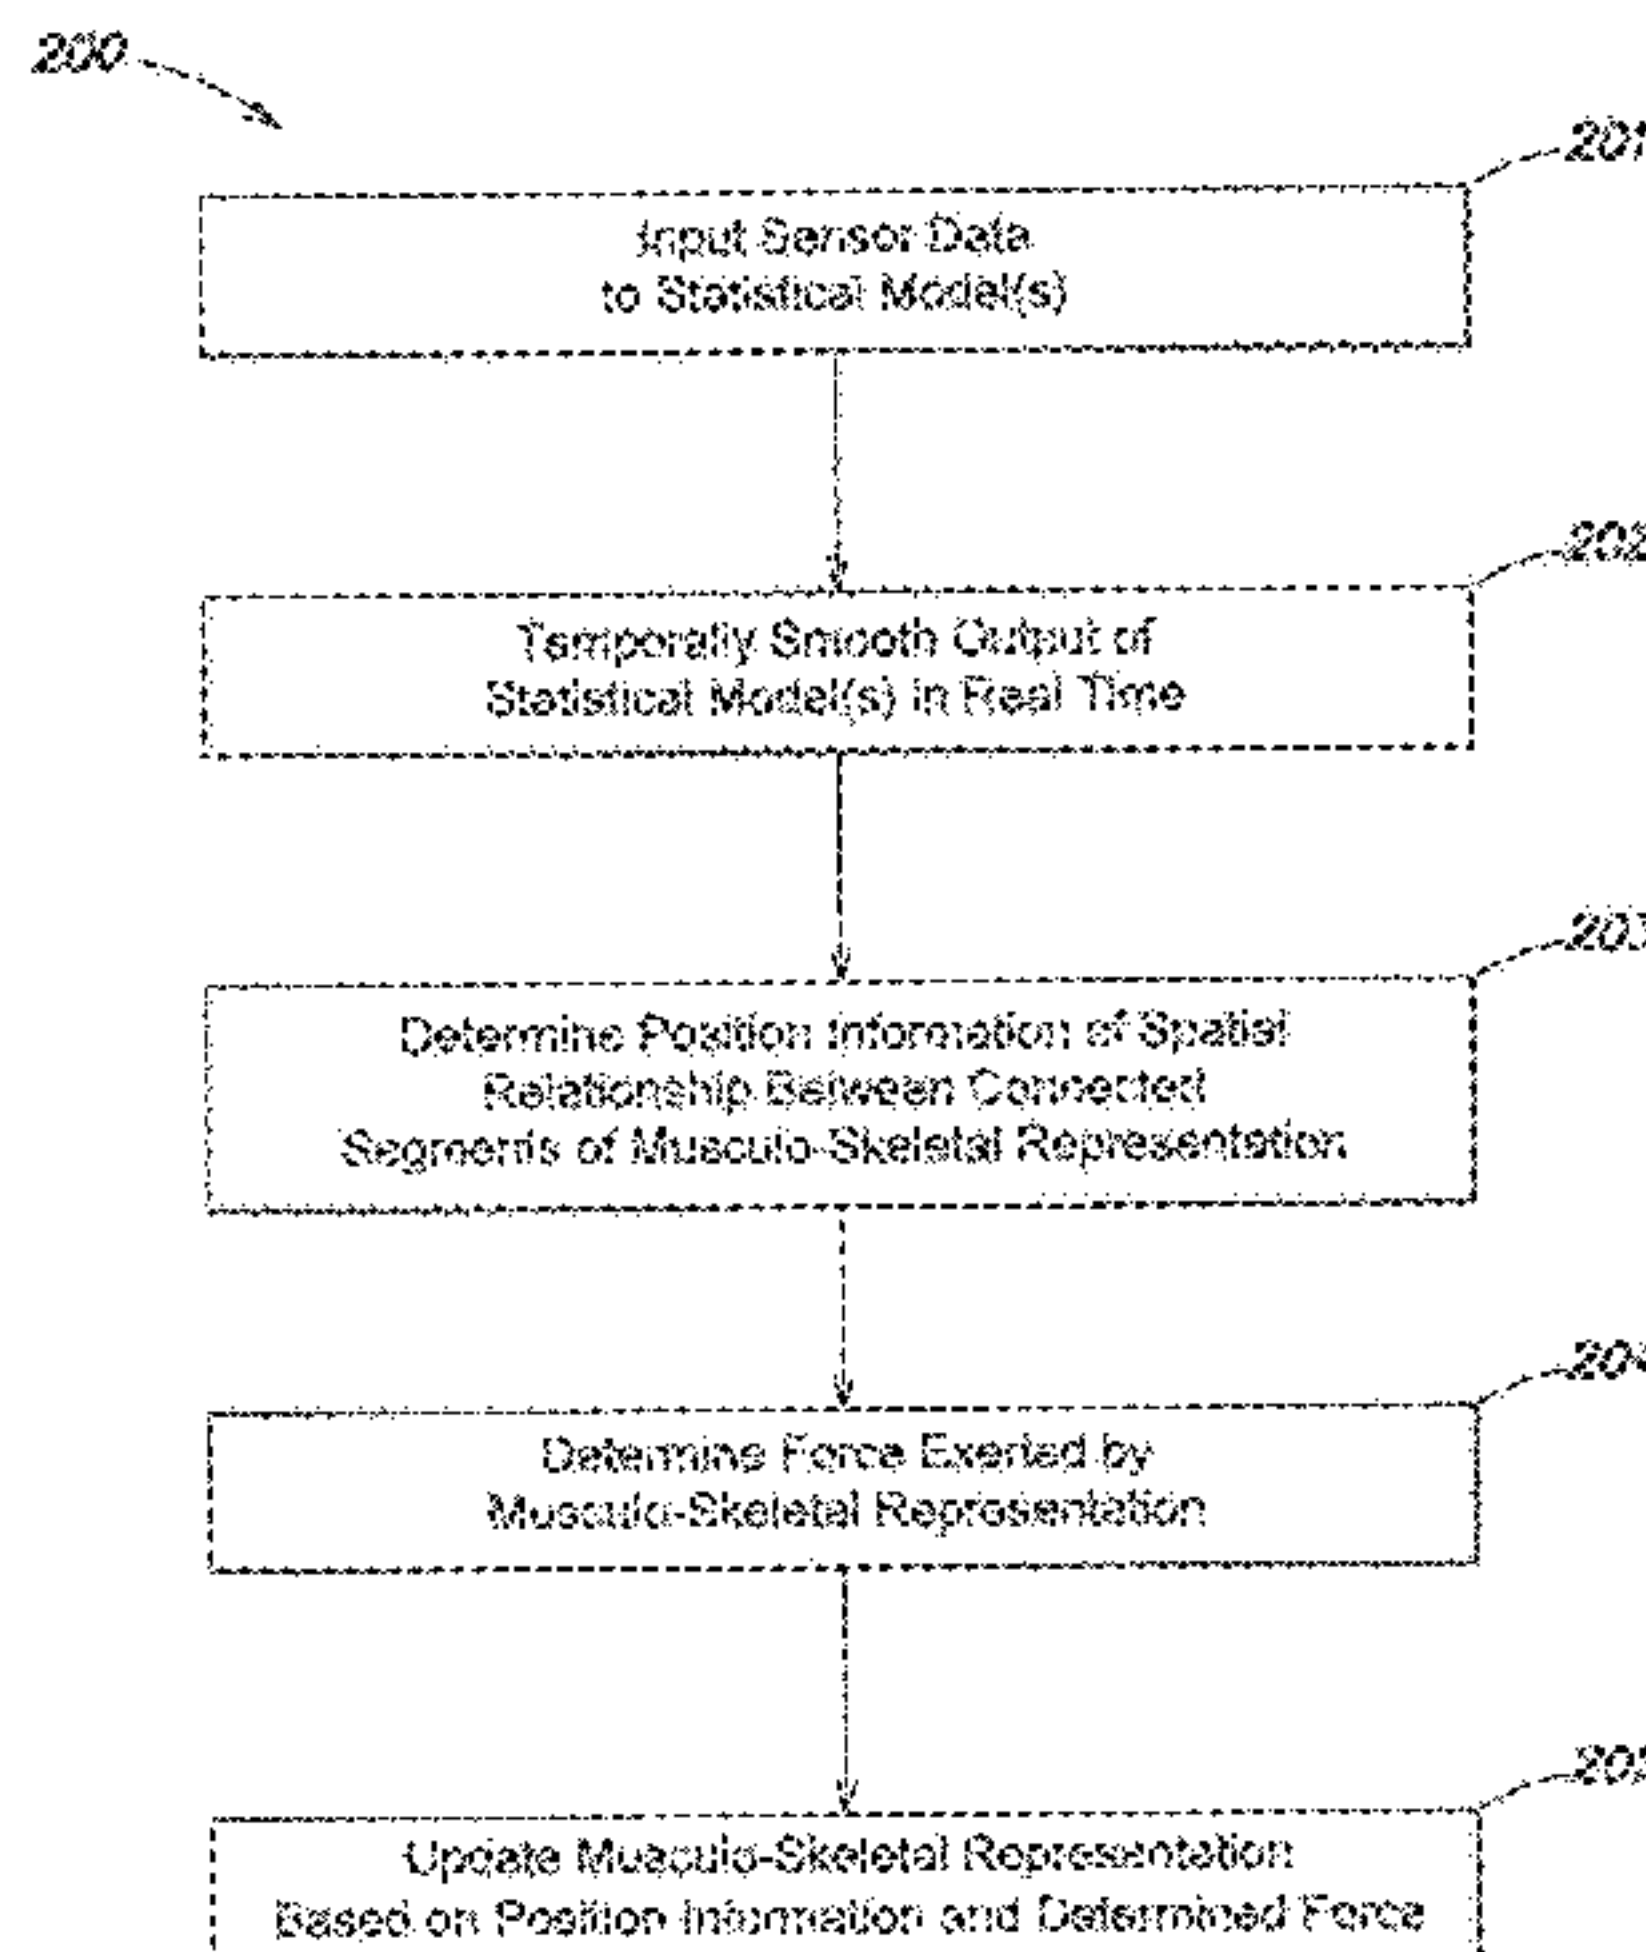 200
201
Input Sensor Data
to Statistical Model(s)
202
Temporally Smooth Output of
Statistical Model(s) in Real Time
203
Determine Position Information of Spatial
Relationship Between Connected
Segments of Musculo-Skeletal Representation
204
Determine Force Exerted by
Musculo-Skeletal Representation
205
Update Musculo-Skeletal Representation
Based on Position Information and Determined Force